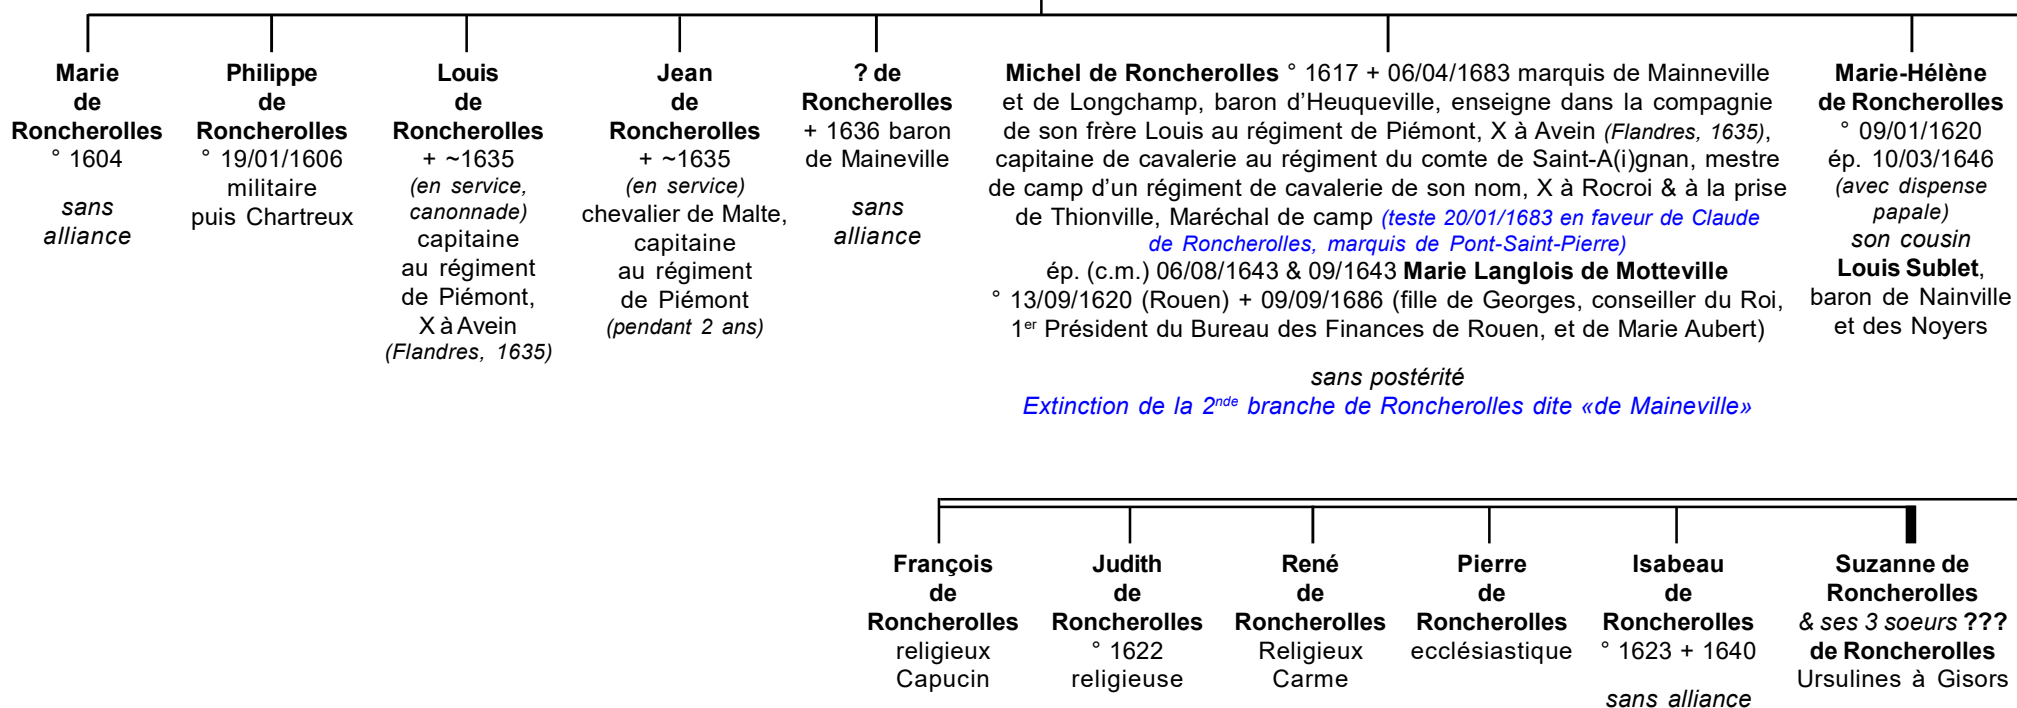 Marie
de
Roncherolles
° 1604
sans
alliance
Philippe
de
Roncherolles
° 19/01/1606
militaire
puis Chartreux
Louis
de
Roncherolles
+ ~1635
(en service,
canonnade)
capitaine
au régiment
de Piémont,
X à Avein
(Flandres, 1635)
Jean
de
Roncherolles
+ ~1635
(en service)
chevalier de Malte,
capitaine
au régiment
de Piémont
(pendant 2 ans)
? de
Roncherolles
+ 1636 baron
de Maineville
sans
alliance
Michel de Roncherolles ° 1617 + 06/04/1683 marquis de Mainneville
et de Longchamp, baron d’Heuqueville, enseigne dans la compagnie
de son frère Louis au régiment de Piémont, X à Avein (Flandres, 1635),
capitaine de cavalerie au régiment du comte de Saint-A(i)gnan, mestre
de camp d’un régiment de cavalerie de son nom, X à Rocroi & à la prise
de Thionville, Maréchal de camp (teste 20/01/1683 en faveur de Claude
de Roncherolles, marquis de Pont-Saint-Pierre)
ép. (c.m.) 06/08/1643 & 09/1643 Marie Langlois de Motteville
° 13/09/1620 (Rouen) + 09/09/1686 (fille de Georges, conseiller du Roi,
1er Président du Bureau des Finances de Rouen, et de Marie Aubert)
sans postérité
Extinction de la 2nde branche de Roncherolles dite «de Maineville»
Marie-Hélène
de Roncherolles
° 09/01/1620
ép. 10/03/1646
(avec dispense
papale)
son cousin
Louis Sublet,
baron de Nainville
et des Noyers
François
de
Roncherolles
religieux
Capucin
Judith
de
Roncherolles
° 1622
religieuse
René
de
Roncherolles
Religieux
Carme
Pierre
de
Roncherolles
ecclésiastique
Isabeau
de
Roncherolles
° 1623 + 1640
sans alliance
Suzanne de
Roncherolles
& ses 3 soeurs ???
de Roncherolles
Ursulines à Gisors